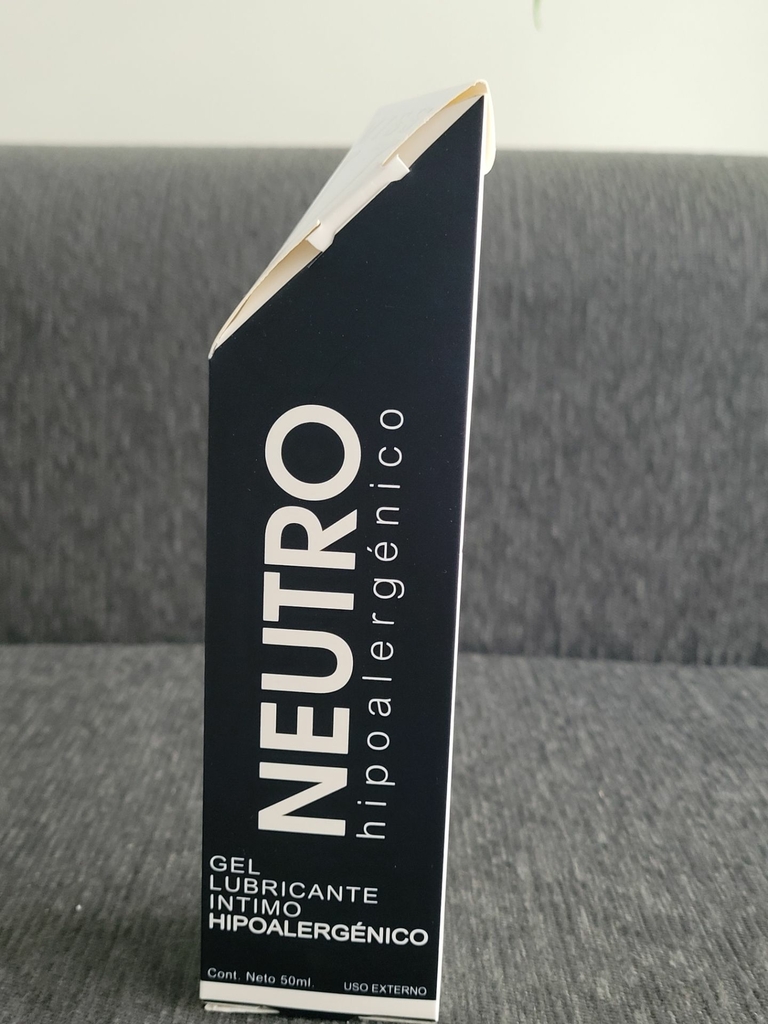 NEUTRO
hipoalergénico
GEL
LUBRICANTE
INTIMO
HIPOALERGÉNICO
Cont. Neto 50ml. USO EXTERNO